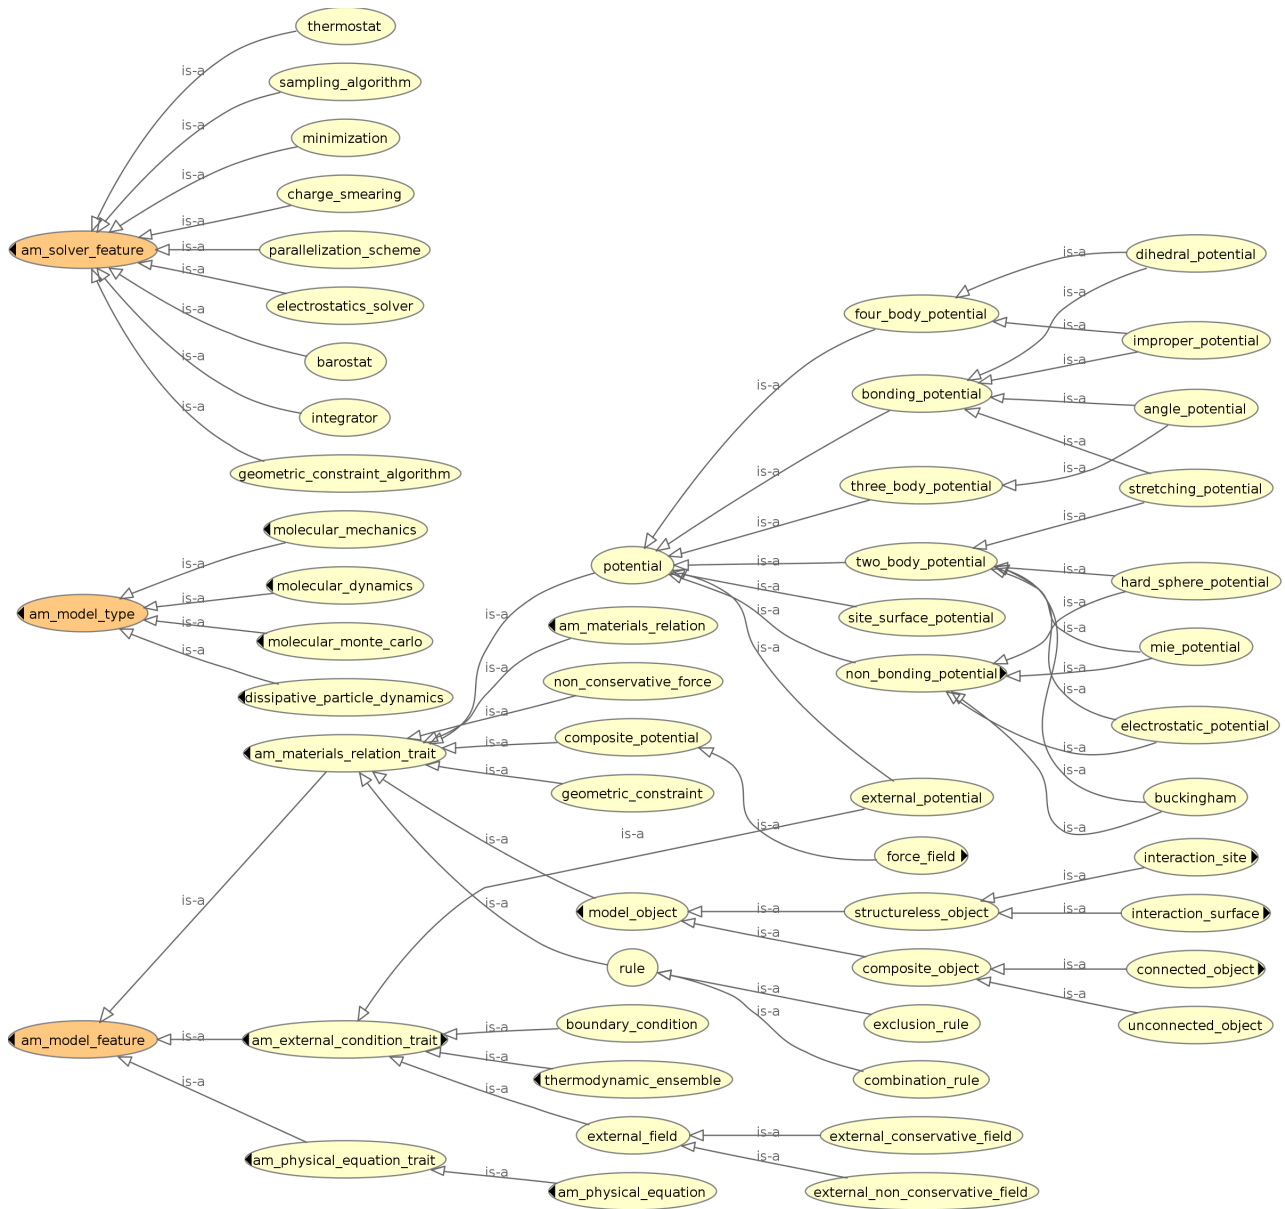 thermostat
is-a
sampling_algorithm
is-a
minimization
is-a
charge_smearing
is-a
am_solver_feature
is-a
parallelization_scheme
is-a
electrostatics_solver
is-a
barostat
is-a
integrator
is-a
geometric_constraint_algorithm
molecular_mechanics
is-a
molecular_dynamics
is-a
am_model_type
is-a
molecular_monte_carlo
is-a
dissipative_particle_dynamics
am_materials_relation_trait
is-a
potential
is-a
am_materials_relation
is-a
non_conservative_force
is-a
composite_potential
is-a
geometric_constraint
is-a
model_object
is-a
rule
is-a
am_model_feature
is-a
am_external_condition_trait
is-a
boundary_condition
is-a
thermodynamic_ensemble
is-a
external_field
is-a
am_physical_equation_trait
is-a
am_physical_equation
is-a
four_body_potential
is-a
bonding_potential
is-a
three_body_potential
is-a
two_body_potential
is-a
site_surface_potential
is-a
non_bonding_potential
is-a
external_potential
is-a
is-a
force_field
is-a
structureless_object
is-a
composite_object
is-a
exclusion_rule
is-a
combination_rule
is-a
external_conservative_field
is-a
external_non_conservative_field
is-a
dihedral_potential
is-a
is-a
improper_potential
is-a
is-a
angle_potential
is-a
is-a
stretching_potential
is-a
is-a
hard_sphere_potential
is-a
is-a
mie_potential
is-a
is-a
electrostatic_potential
is-a
is-a
buckingham
is-a
is-a
interaction_site
is-a
interaction_surface
is-a
connected_object
is-a
unconnected_object
is-a